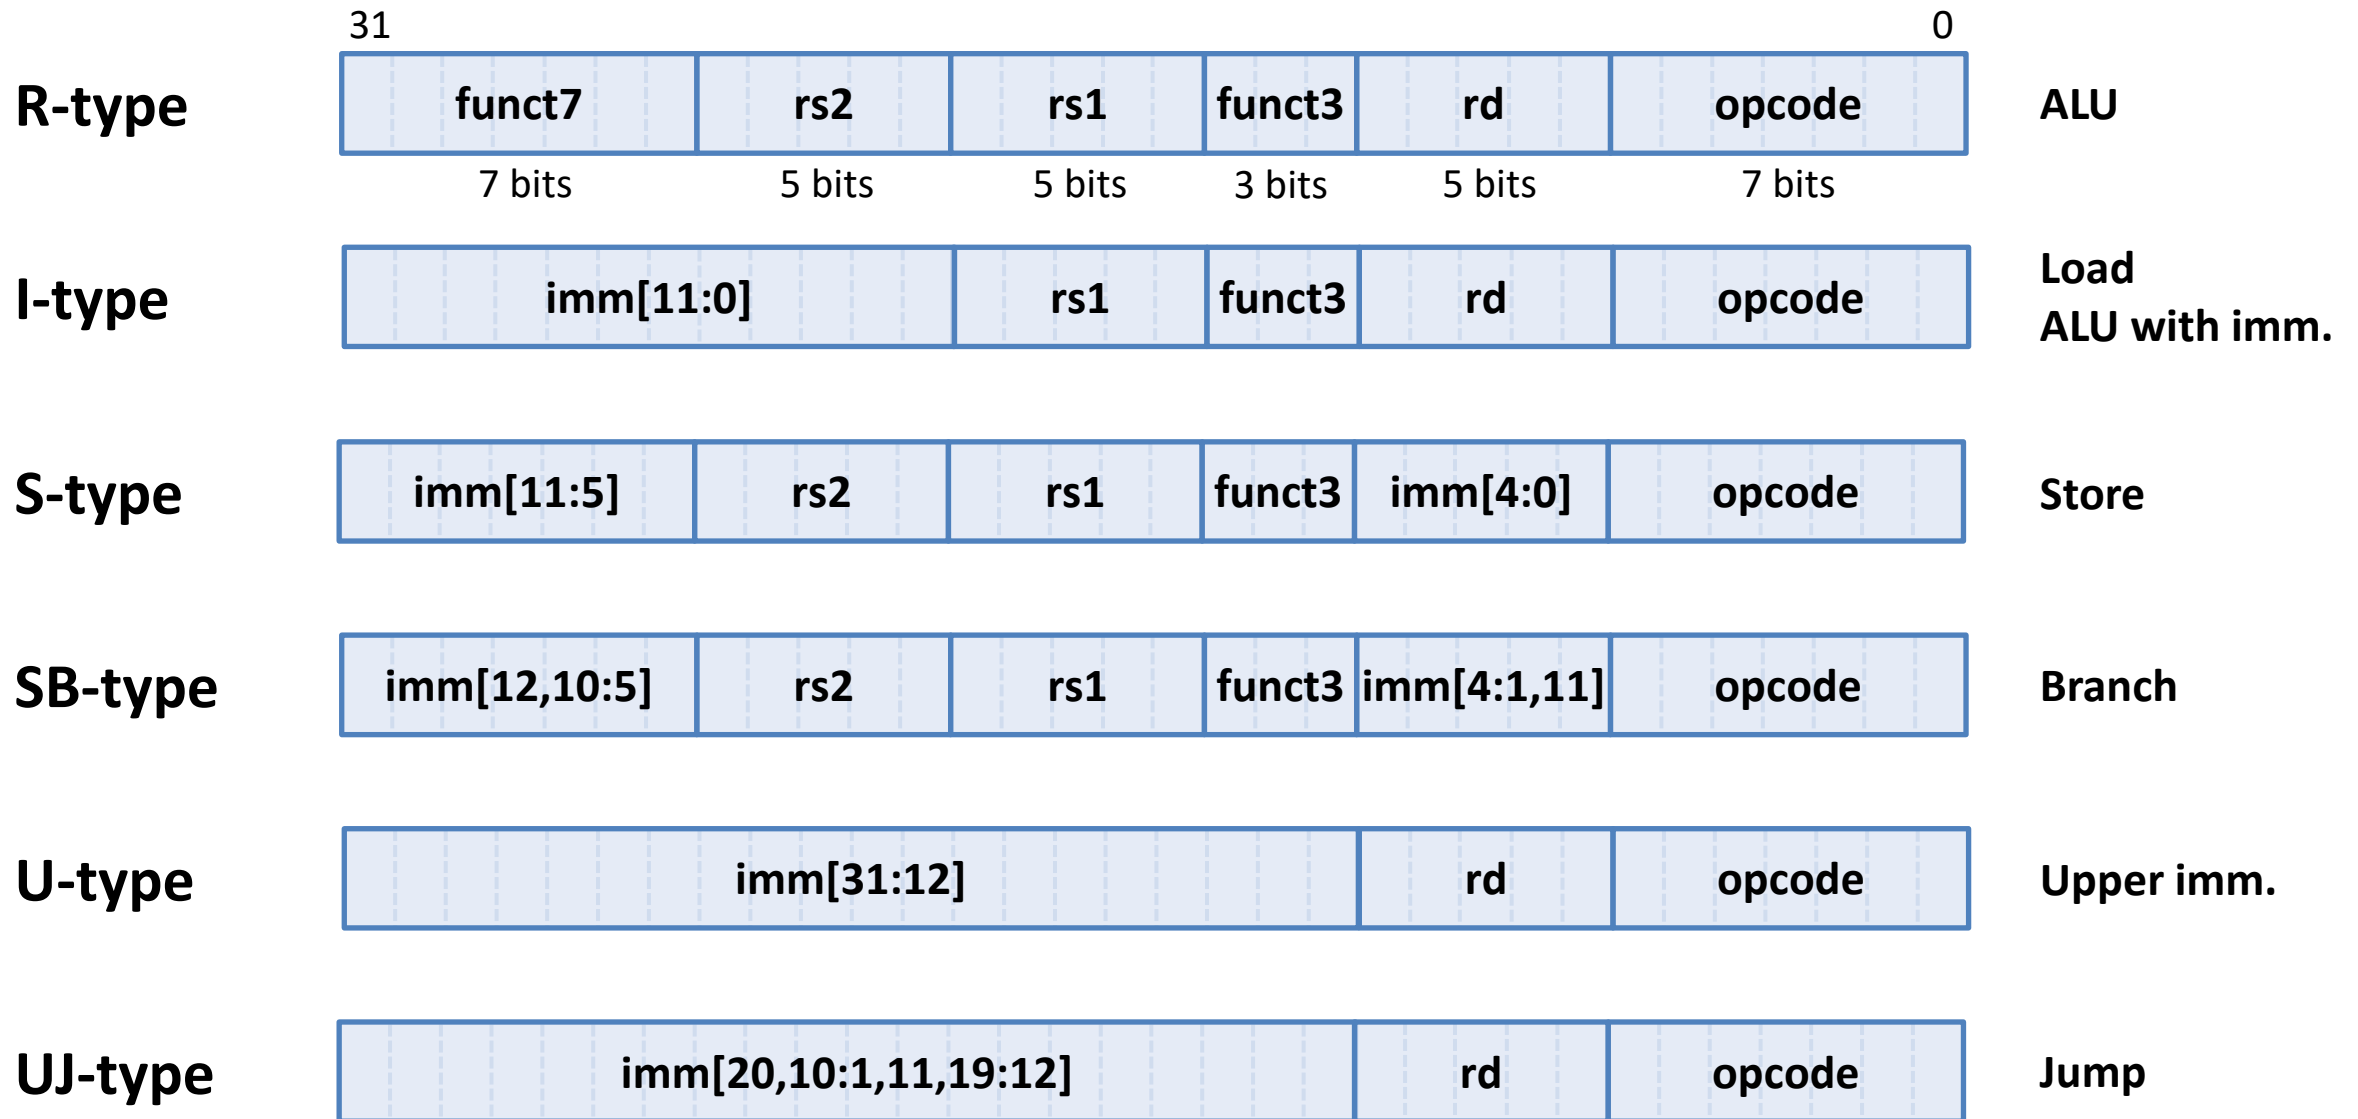 31 0
R-type funct7 rs2 rs1 funct3 rd opcode ALU
7 bits 5 bits 5 bits 3 bits 5 bits 7 bits
I-type imm[11:0] rs1 funct3 rd opcode Load
ALU with imm.
S-type imm[11:5] rs2 rs1 funct3 imm[4:0] opcode Store
SB-type imm[12,10:5] rs2 rs1 funct3 imm[4:1,11] opcode Branch
U-type imm[31:12] rd opcode Upper imm.
UJ-type imm[20,10:1,11,19:12] rd opcode Jump